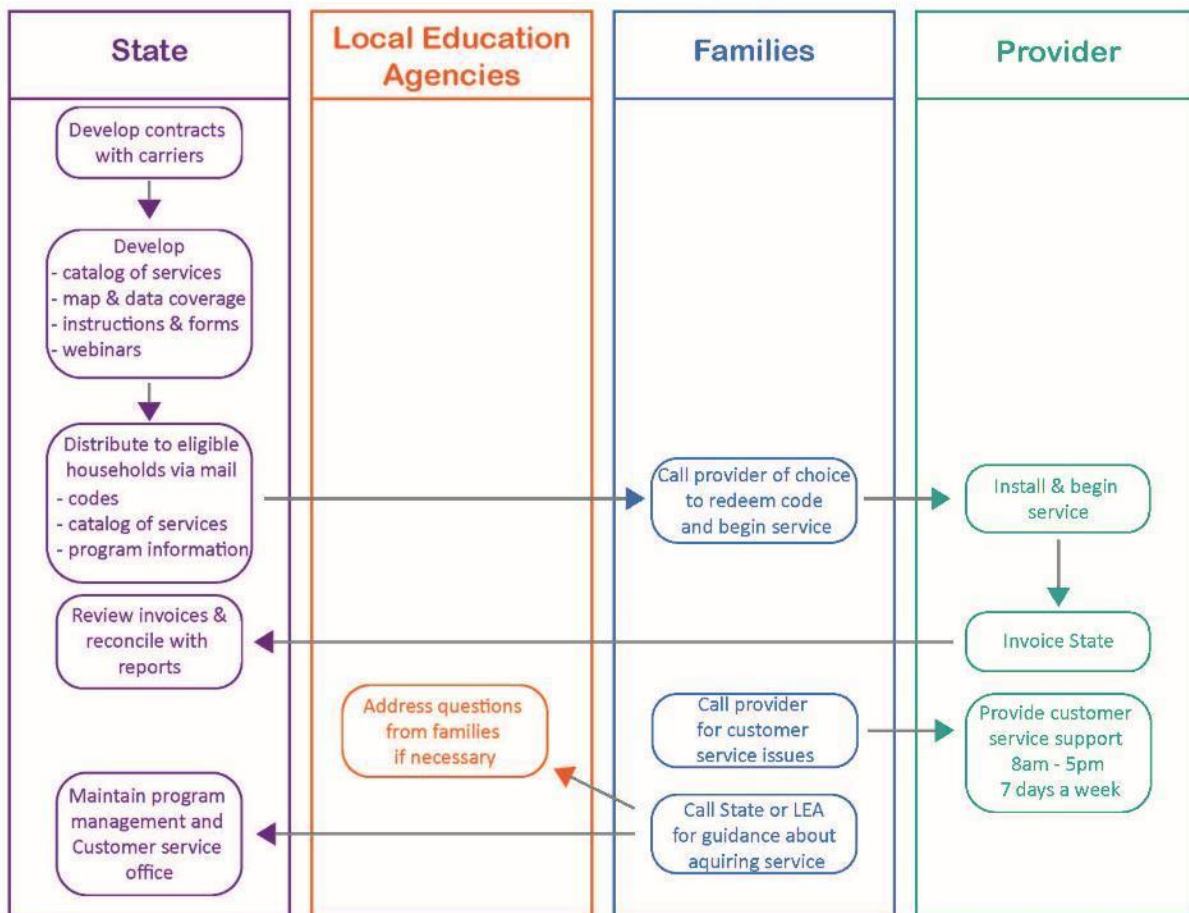 State
Local Education
Agencies
Families
Provider
Develop contracts
with carriers
Develop
- catalog of services
- map & data coverage
- instructions & forms
- webinars
Distribute to eligible
households via mail
- codes
- catalog of services
- program information
Call provider of choice
to redeem code
and begin service
Install & begin
service
Review invoices &
reconcile with
reports
Invoice State
Address questions
from families
if necessary
Call provider
for customer
service issues
Provide customer
service support
8am - 5pm
7 days a week
Maintain program
management and
Customer service
office
Call State or LEA
for guidance about
aquiring service